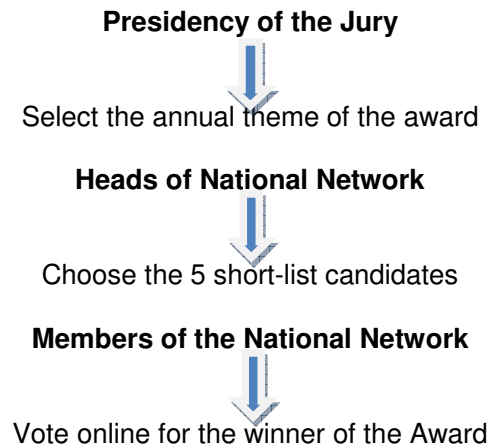 Presidency of the Jury
Select the annual theme of the award
Heads of National Network
Choose the 5 short-list candidates
Members of the National Network
Vote online for the winner of the Award